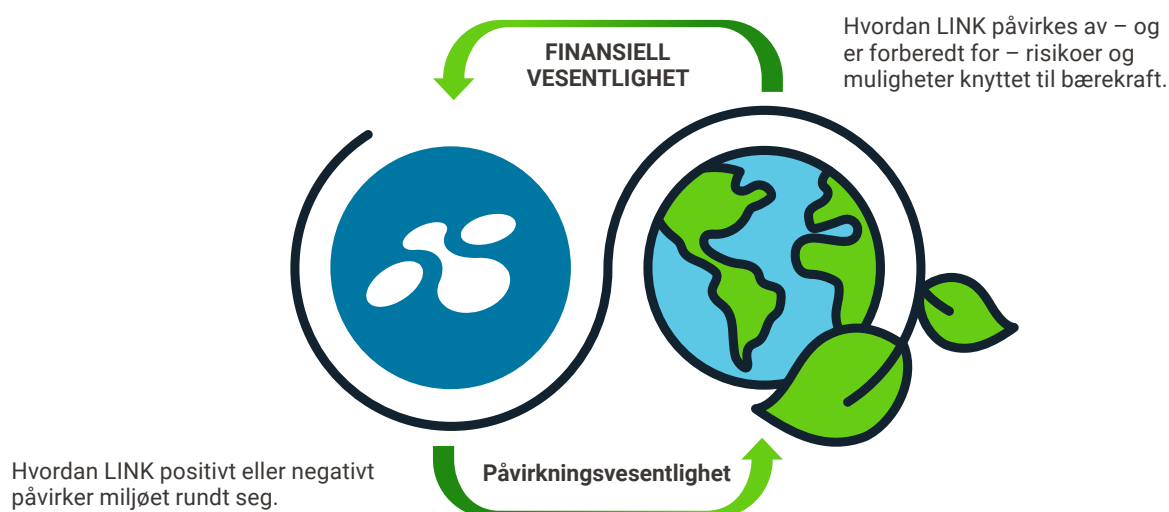 FINANSIELL
VESENTLIGHET
Hvordan LINK påvirkes av – og
er forberedt for – risikoer og
muligheter knyttet til bærekraft.
Hvordan LINK positivt eller negativt
påvirker miljøet rundt seg.
Påvirkningsvesentlighet